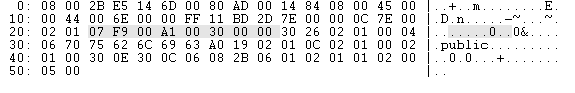 0: 08 00 2B E5 14 6D 00 80 AD 00 14 84 08 00 45 00 |..+..m........E.
10: 00 44 00 6E 00 00 FF 11 BD 2D 7E 00 00 0C 7E 00 |.D.n.....-~...~.
20: 02 01 07 F9 00 A1 00 30 00 00 30 26 02 01 00 04 |.......0..0&....
30: 06 70 75 62 6C 69 63 A0 19 02 01 0C 02 01 00 02 |.public.........
40: 01 00 30 0E 30 0C 06 08 2B 06 01 02 01 01 02 00 |..0.0...+.......
50: 05 00 |..